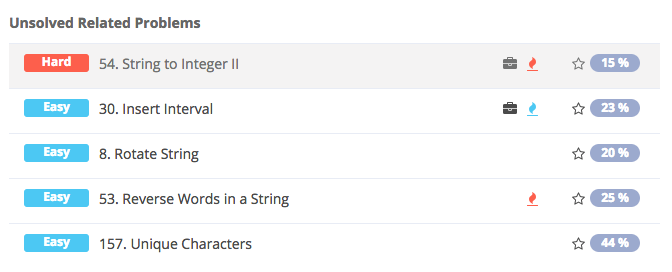 Unsolved Related Problems
Hard 54. String to Integer II 15 %
Easy 30. Insert Interval 23 %
Easy 8. Rotate String 20 %
Easy 53. Reverse Words in a String 25 %
Easy 157. Unique Characters 44 %